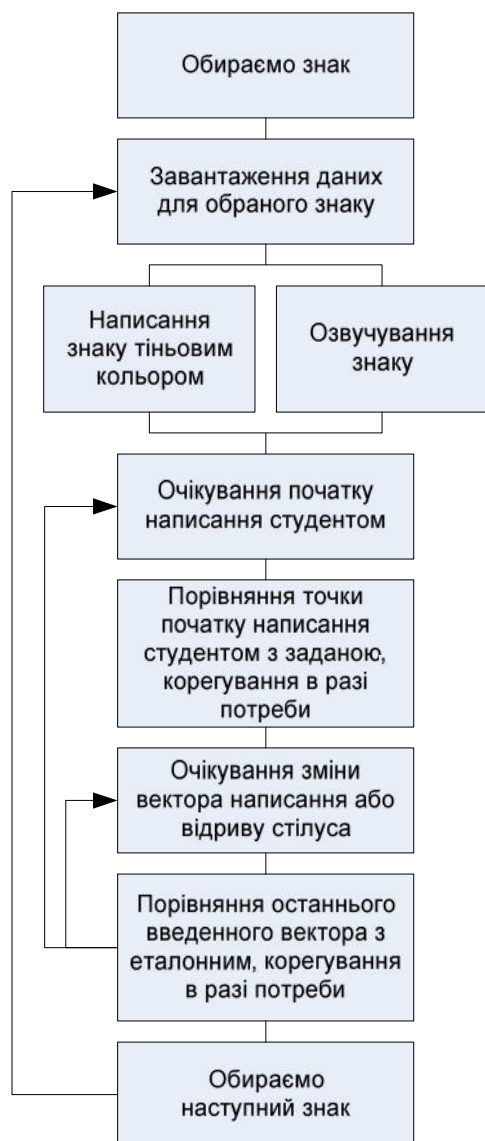 Обираємо знак
Завантаження даних
для обраного знаку
Написання
знаку тіньовим
кольором
Озвучування
знаку
Очікування початку
написання студентом
Порівняння точки
початку написання
студентом з заданою,
корегування в разі
потреби
Очікування зміни
вектора написання або
відриву стілуса
Порівняння останнього
введенного вектора з
еталонним, корегування
в разі потреби
Обираємо
наступний знак